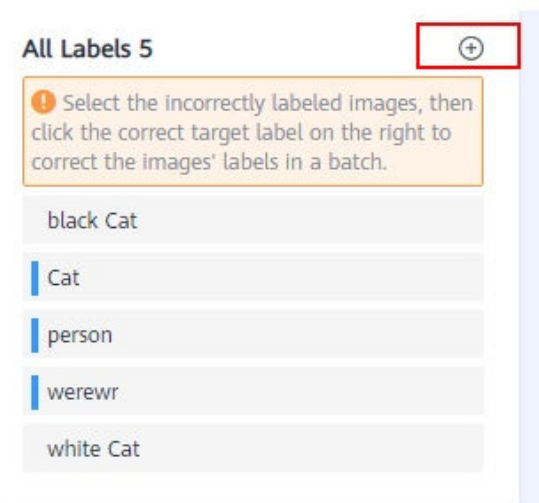 All Labels 5
Select the incorrectly labeled images, then
click the correct target label on the right to
correct the images' labels in a batch.
black Cat
Cat
person
werewr
white Cat